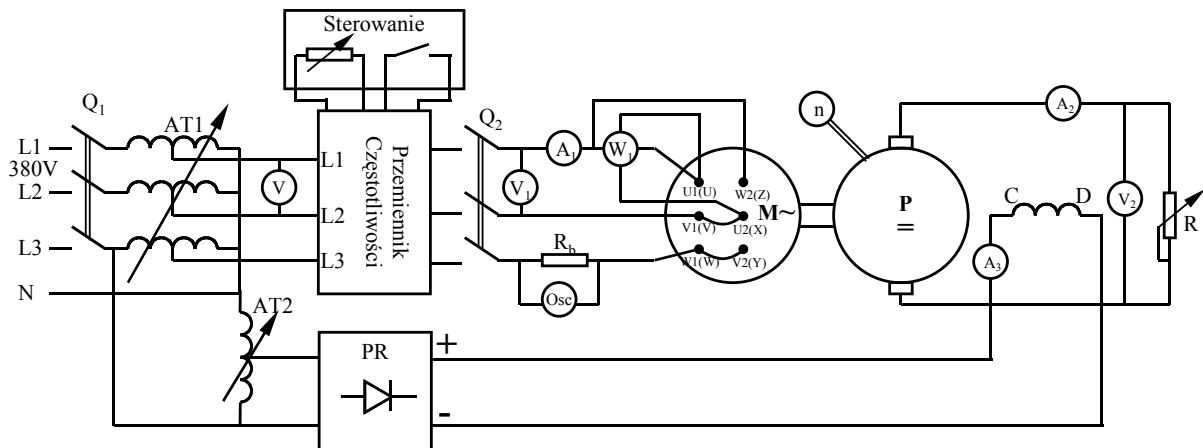 Sterowanie
Q1
AT1
L1
380V
L2
L3
N
AT2
V
L1
L2
L3
Przemiennik
Częstotliwości
Q2
A1
V1
W1
Rb
Osc
U1(U)
W2(Z)
V1(V)
U2(X)
W1(W)
V2(Y)
M~
n
P
=
A2
V2
R
C
D
A3
PR
+
-